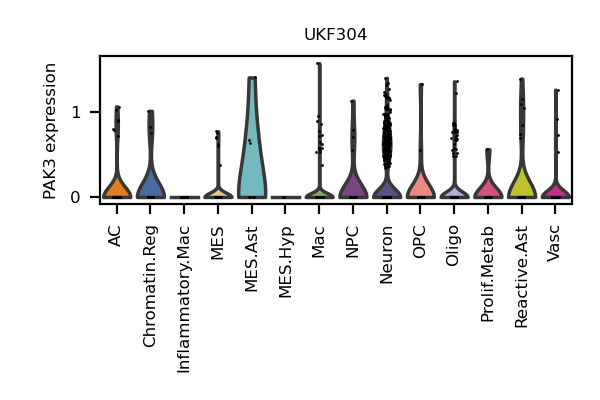 UKF304
PAK3 expression
1
0
AC
Chromatin.Reg
Inflammatory.Mac
MES
MES.Ast
MES.Hyp
Mac
NPC
Neuron
OPC
Oligo
Prolif.Metab
Reactive.Ast
Vasc